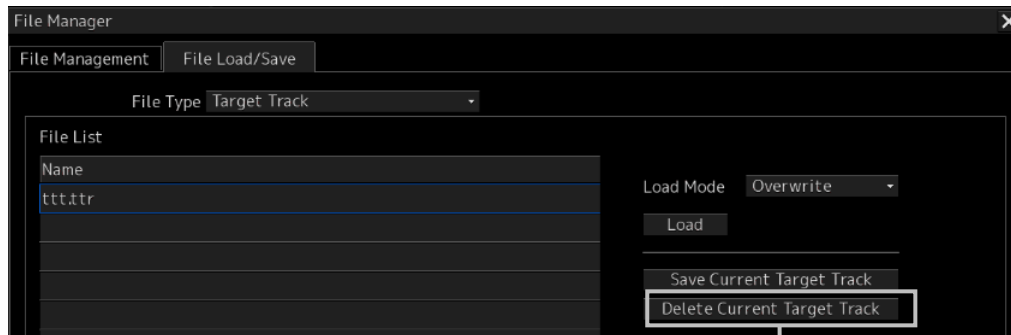 File Manager
File Management
File Load/Save
File Type Target Track
File List
Name
ttt.ttr
Load Mode Overwrite
Load
Save Current Target Track
Delete Current Target Track